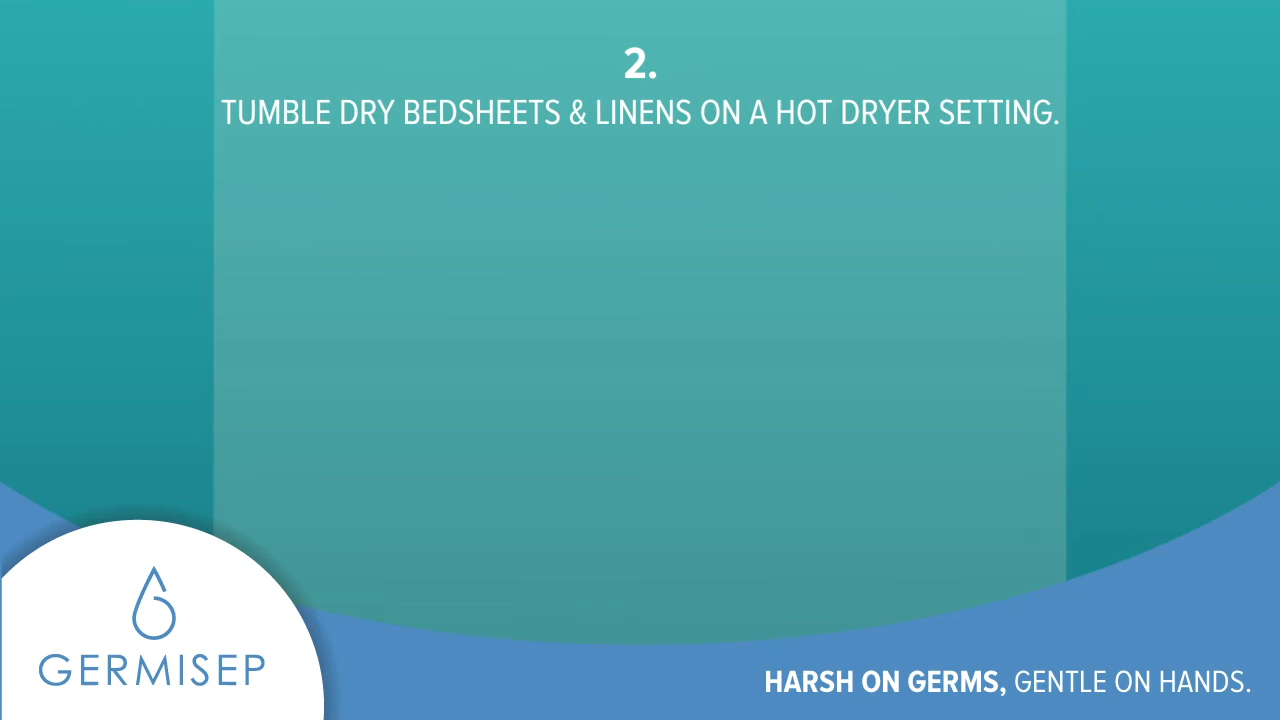 2.
TUMBLE DRY BEDSHEETS & LINENS ON A HOT DRYER SETTING.
GERMISEP
HARSH ON GERMS, GENTLE ON HANDS.